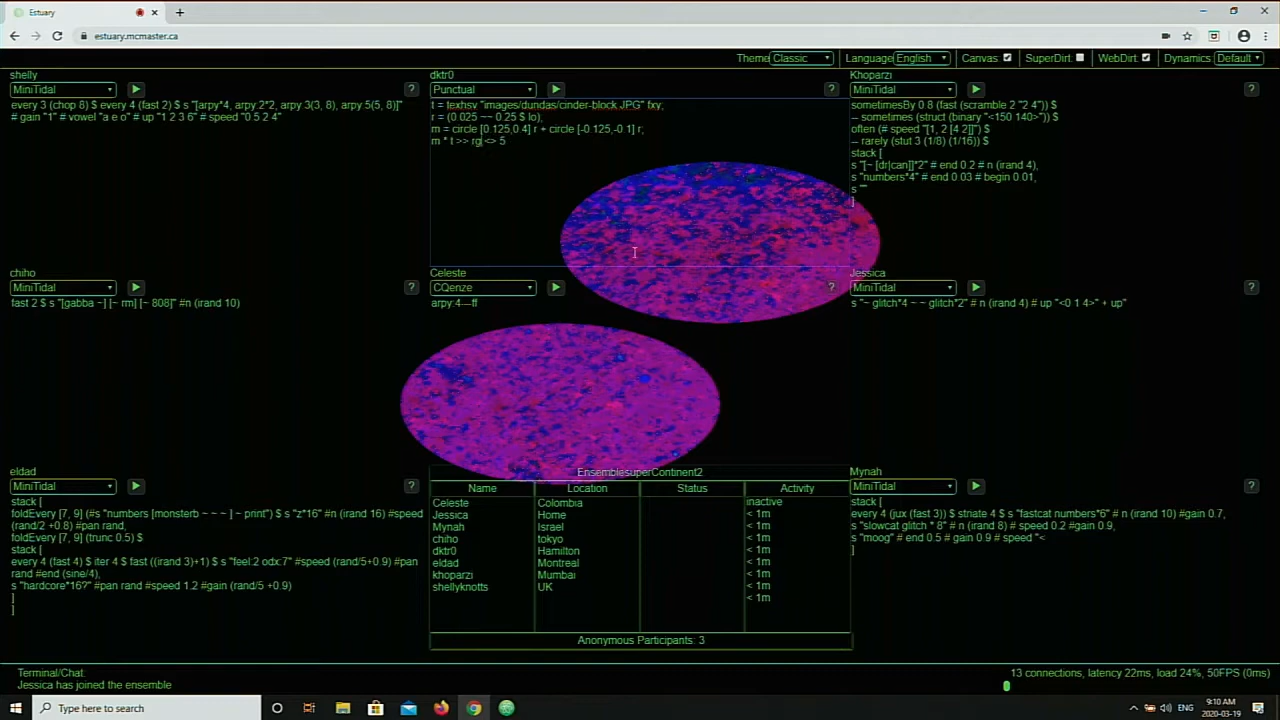 Estuary
estuary.mcmaster.ca
Theme Classic Language English Canvas SuperDirt: WebDirt Dynamics Default
shelly
MiniTidal ?
every 3 (chop 8) $ every 4 (fast 2) $ s "[arpy*4, arpy:2*2, arpy:3(3, 8), arpy:5(5, 8)]"
# gain "1" # vowel "a e o" # up "1 2 3 6" # speed "0.5 2 4"
dktr0
Punctual ?
t = texhsv "images/dundas/cinder-block.JPG" fxy;
r = (0.025 ~~ 0.25 $ lo);
m = circle [0.125,0.4] r + circle [-0.125,-0.1] r;
m * t >> rg <> 5
Khoparzi
MiniTidal ?
sometimesBy 0.8 (fast (scramble 2 "2 4")) $
-- sometimes (struct (binary "<150 140>")) $
often (# speed "[1, 2 [4 2]]") $
-- rarely (stut 3 (1/8) (1/16)) $
stack [
s "[~ [dr|can]]*2" # end 0.2 # n (irand 4),
s "numbers*4" # end 0.03 # begin 0.01,
s ""
]
chiho
MiniTidal ?
fast 2 $ s "[gabba ~] [~ rm] [~ 808]" #n (irand 10)
Celeste
CQenze ?
arpy:4---ff
Jessica
MiniTidal ?
s "~ glitch*4 ~ ~ glitch*2" # n (irand 4) # up "<0 1 4>" + up"
eldad
MiniTidal ?
stack [
foldEvery [7, 9] (#s "numbers [monsterb ~ ~ ~ ] ~ print") $ s "z*16" #n (irand 16) #speed
(rand/2 +0.8) #pan rand,
foldEvery [7, 9] (trunc 0.5) $
stack [
every 4 (fast 4) $ iter 4 $ fast ((irand 3)+1) $ s "feel:2 odx:7" #speed (rand/5+0.9) #pan
rand #end (sine/4),
s "hardcore*16?" #pan rand #speed 1.2 #gain (rand/5 +0.9)
]
]
EnsemblesuperContinent2
Name Location Status Activity
Celeste Colombia inactive
Jessica Home < 1m
Mynah Israel < 1m
chiho tokyo < 1m
dktr0 Hamilton < 1m
eldad Montreal < 1m
khoparzi Mumbai < 1m
shellyknotts UK < 1m
< 1m
Anonymous Participants: 3
Mynah
MiniTidal ?
stack [
every 4 (jux (fast 3)) $ striate 4 $ s "fastcat numbers*6" # n (irand 10) #gain 0.7,
s "slowcat glitch * 8" # n (irand 8) # speed 0.2 #gain 0.9,
s "moog" # end 0.5 # gain 0.9 # speed "<
]
Terminal/Chat:
Jessica has joined the ensemble
13 connections, latency 22ms, load 24%, 50FPS (0ms)
Type here to search
ENG
9:10 AM
2020-03-19